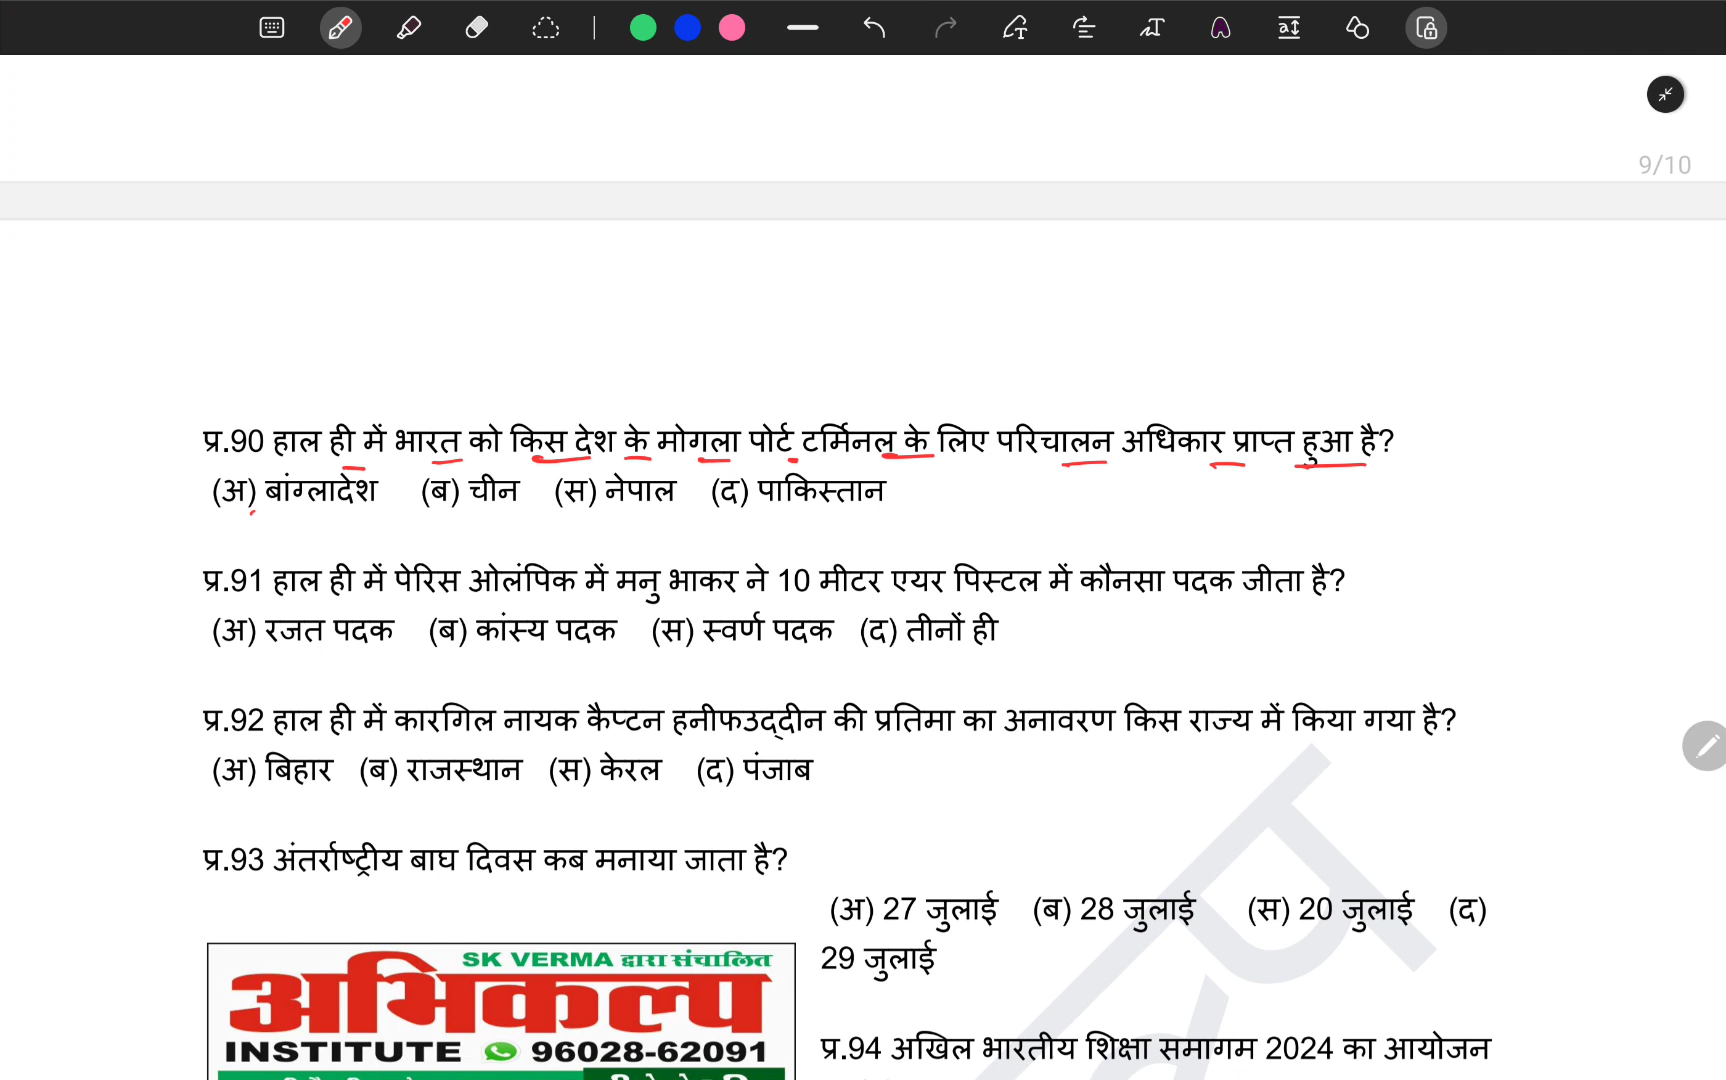 9/10
प्र.90 हाल ही में भारत को किस देश के मोगला पोर्ट टर्मिनल के लिए परिचालन अधिकार प्राप्त हुआ है?
(अ) बांग्लादेश (ब) चीन (स) नेपाल (द) पाकिस्तान
प्र.91 हाल ही में पेरिस ओलंपिक में मनु भाकर ने 10 मीटर एयर पिस्टल में कौनसा पदक जीता है?
(अ) रजत पदक (ब) कांस्य पदक (स) स्वर्ण पदक (द) तीनों ही
प्र.92 हाल ही में कारगिल नायक कैप्टन हनीफउद्दीन की प्रतिमा का अनावरण किस राज्य में किया गया है?
(अ) बिहार (ब) राजस्थान (स) केरल (द) पंजाब
प्र.93 अंतर्राष्ट्रीय बाघ दिवस कब मनाया जाता है?
(अ) 27 जुलाई (ब) 28 जुलाई (स) 20 जुलाई (द)
29 जुलाई
SK VERMA द्वारा संचालित
अभिकल्प
INSTITUTE 96028-62091
प्र.94 अखिल भारतीय शिक्षा समागम 2024 का आयोजन